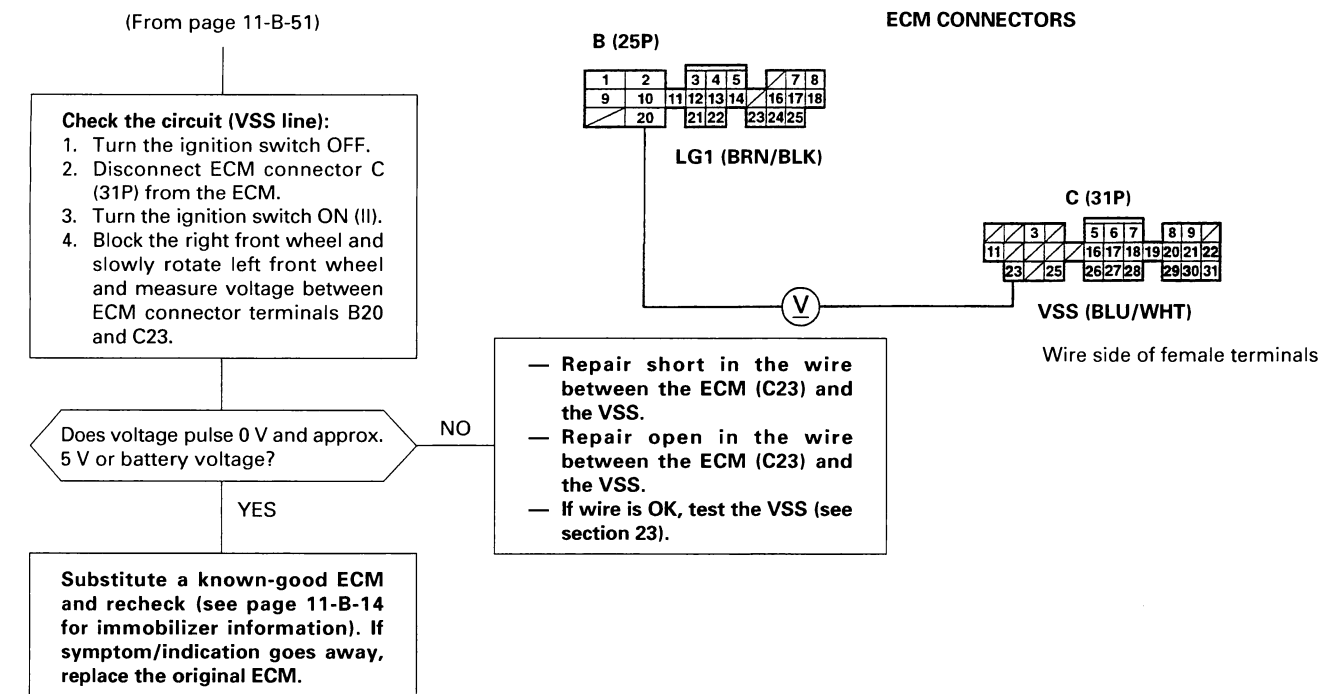 (From page 11-B-51)
Check the circuit (VSS line):
1. Turn the ignition switch OFF.
2. Disconnect ECM connector C
(31P) from the ECM.
3. Turn the ignition switch ON (II).
4. Block the right front wheel and
slowly rotate left front wheel
and measure voltage between
ECM connector terminals B20
and C23.
Does voltage pulse 0 V and approx.
5 V or battery voltage?
NO
— Repair short in the wire
between the ECM (C23) and
the VSS.
— Repair open in the wire
between the ECM (C23) and
the VSS.
— If wire is OK, test the VSS (see
section 23).
YES
Substitute a known-good ECM
and recheck (see page 11-B-14
for immobilizer information). If
symptom/indication goes away,
replace the original ECM.
ECM CONNECTORS
B (25P)
1 2 3 4 5 7 8
9 10 11 12 13 14 16 17 18
20 21 22 23 24 25
LG1 (BRN/BLK)
V
C (31P)
3 5 6 7 8 9
11 16 17 18 19 20 21 22
23 25 26 27 28 29 30 31
VSS (BLU/WHT)
Wire side of female terminals